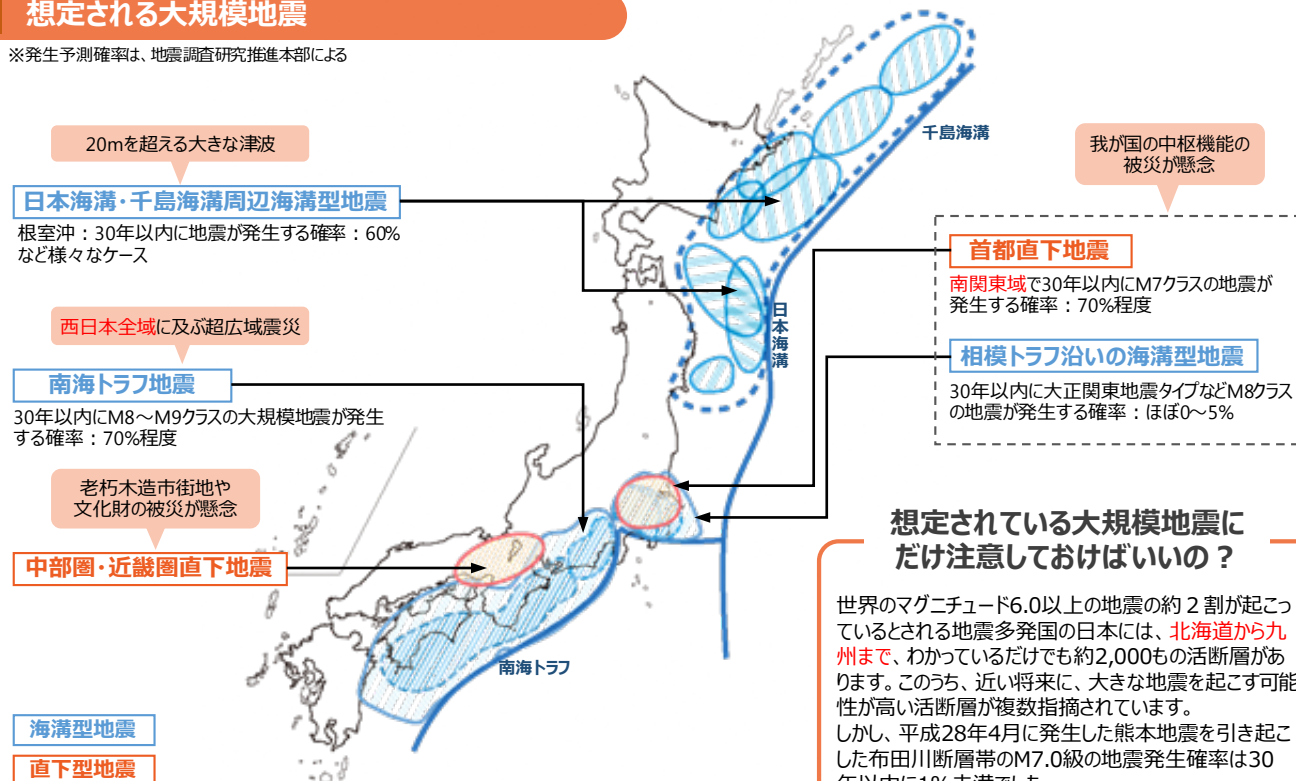 想定される大規模地震
※発生予測確率は、地震調査研究推進本部による
20mを超える大きな津波
日本海溝・千島海溝周辺海溝型地震
根室沖：30年以内に地震が発生する確率：60%
など様々なケース
西日本全域に及ぶ超広域震災
南海トラフ地震
30年以内にM8～M9クラスの大規模地震が発生
する確率：70%程度
老朽木造市街地や
文化財の被災が懸念
中部圏・近畿圏直下地震
海溝型地震
直下型地震
千島海溝
日本海溝
南海トラフ
我が国の中枢機能の
被災が懸念
首都直下地震
南関東域で30年以内にM7クラスの地震が
発生する確率：70%程度
相模トラフ沿いの海溝型地震
30年以内に大正関東地震タイプなどM8クラス
の地震が発生する確率：ほぼ0～5%
想定されている大規模地震に
だけ注意しておけばいいの？
世界のマグニチュード6.0以上の地震の約２割が起こっ
ているとされる地震多発国の日本には、北海道から九
州まで、わかっているだけでも約2,000もの活断層があ
ります。このうち、近い将来に、大きな地震を起こす可能
性が高い活断層が複数指摘されています。
しかし、平成28年4月に発生した熊本地震を引き起こ
した布田川断層帯のM7.0級の地震発生確率は30
年以内に1%未満でした